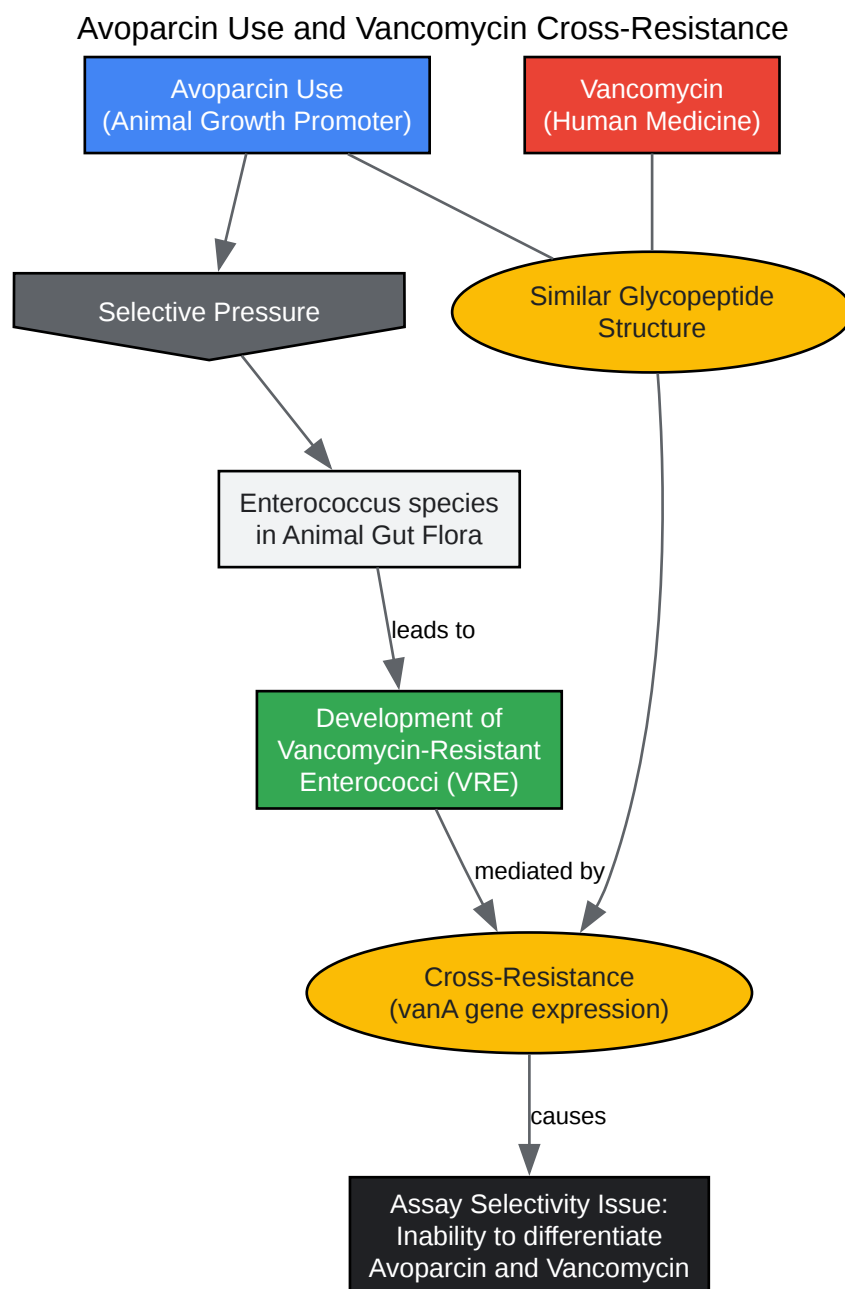 Avoparcin Use and Vancomycin Cross-Resistance
Avoparcin Use
(Animal Growth Promoter)
Vancomycin
(Human Medicine)
Selective Pressure
Similar Glycopeptide
Structure
Enterococcus species
in Animal Gut Flora
leads to
Development of
Vancomycin-Resistant
Enterococci (VRE)
mediated by
Cross-Resistance
(vanA gene expression)
causes
Assay Selectivity Issue:
Inability to differentiate
Avoparcin and Vancomycin